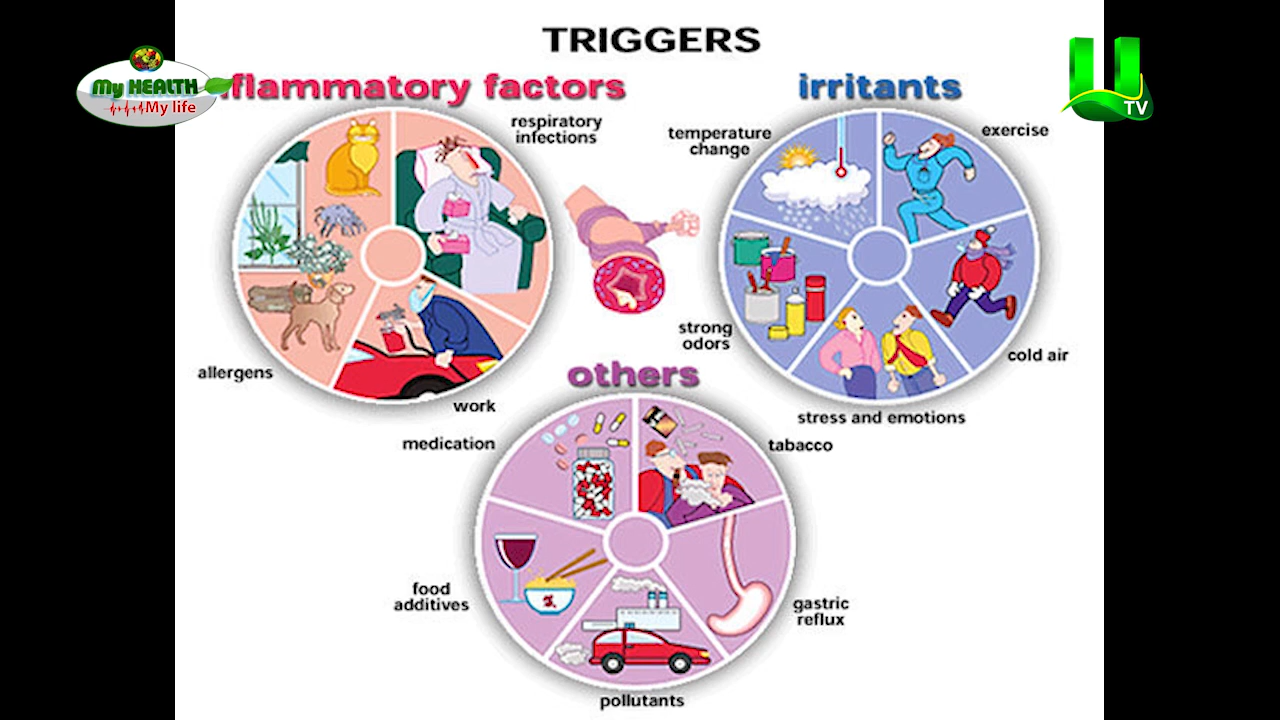 TRIGGERS
My HEALTH
My life
flammatory factors
irritants
TV
respiratory
infections
temperature
change
exercise
allergens
work
strong
odors
cold air
stress and emotions
others
medication
tabacco
food
additives
gastric
reflux
pollutants